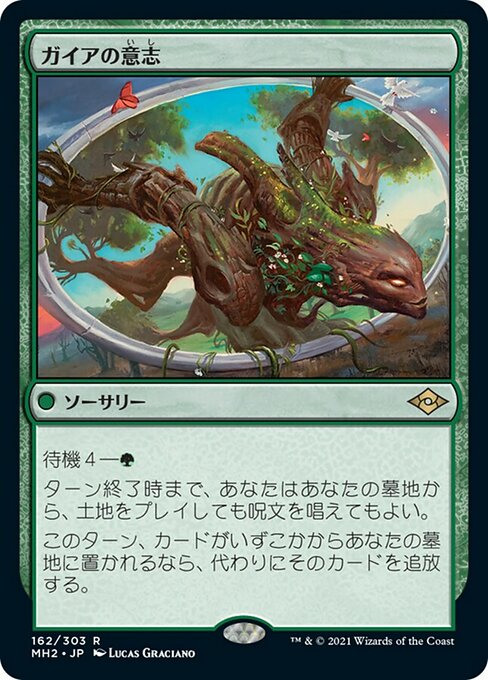 ガイアの意志
いし
ソーサリー
待機4—
ターン終了時まで、あなたはあなたの墓地か
ら、土地をプレイしても呪文を唱えてもよい。
このターン、カードがいずこかからあなたの墓
地に置かれるなら、代わりにそのカードを追放
する。
162/303 R
MH2・JP LUCAS GRACIANO
™ & © 2021 Wizards of the Coast